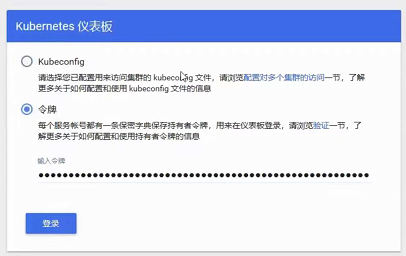 Kubernetes 仪表板
Kubeconfig
请选择您已配置用来访问集群的 kubeconfig 文件，请浏览配置对多个集群的访问一节，了解
更多关于如何配置和使用 kubeconfig 文件的信息
令牌
每个服务帐号都有一条保密字典保存持有者令牌，用来在仪表板登录，请浏览验证一节，了
解更多关于如何配置和使用持有者令牌的信息
输入令牌
登录